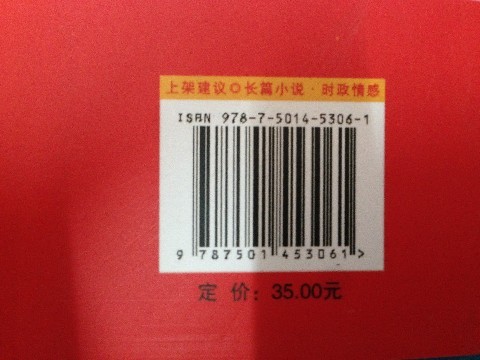 上架建议○长篇小说·时政情感
ISBN 978-7-5014-5306-1
9 787501 453061 >
定 价：35.00元